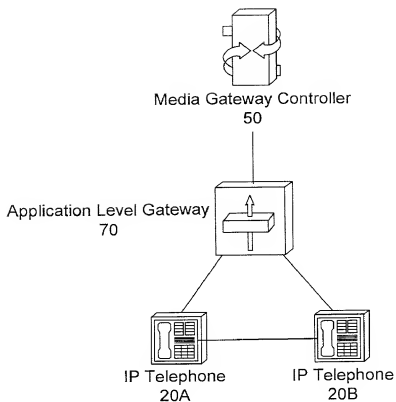 Media Gateway Controller
50
Application Level Gateway
70
IP Telephone
20A
IP Telephone
20B